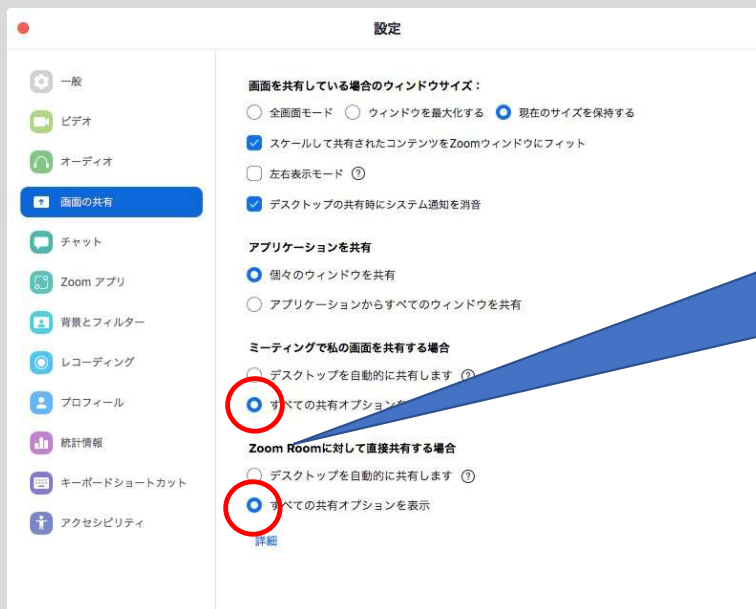 設定
一般
ビデオ
オーディオ
画面の共有
チャット
Zoom アプリ
背景とフィルター
レコーディング
プロフィール
統計情報
キーボードショートカット
アクセシビリティ
画面を共有している場合のウィンドウサイズ：
全画面モード ウィンドウを最大化する 現在のサイズを保持する
スケールして共有されたコンテンツをZoomウィンドウにフィット
左右表示モード ?
デスクトップの共有時にシステム通知を消音
アプリケーションを共有
個々のウィンドウを共有
アプリケーションからすべてのウィンドウを共有
ミーティングで私の画面を共有する場合
デスクトップを自動的に共有します ?
すべての共有オプション
Zoom Roomに対して直接共有する場合
デスクトップを自動的に共有します ?
すべての共有オプションを表示
詳細